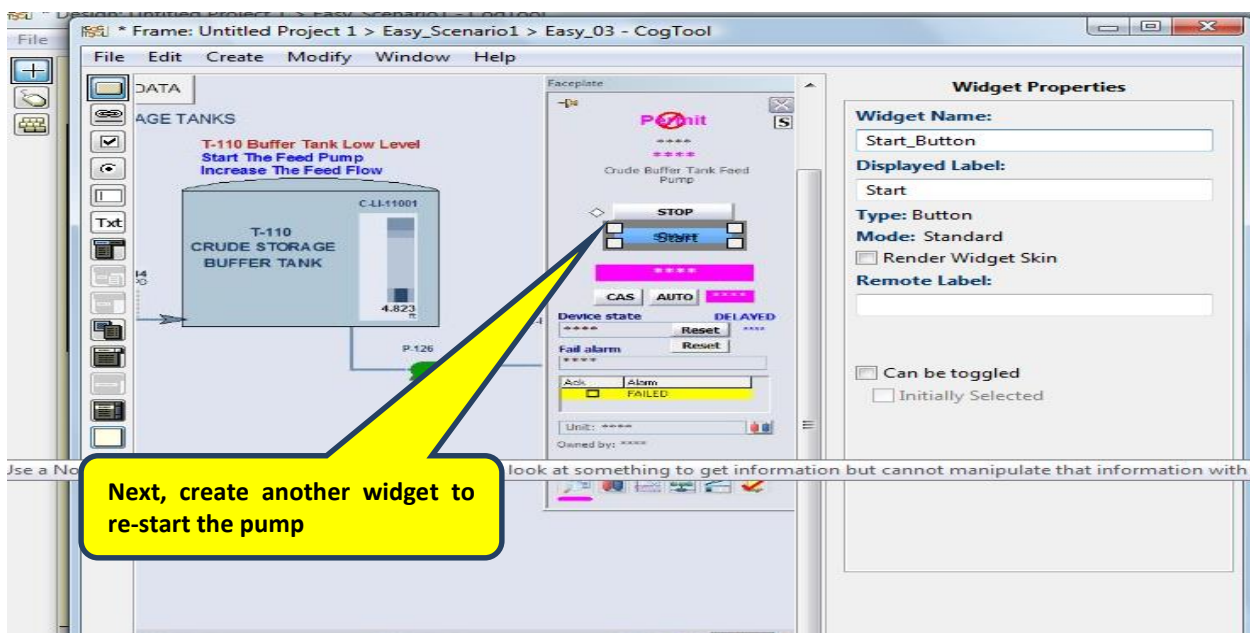 * Frame: Untitled Project 1 > Easy_Scenario1 > Easy_03 - CogTool
File
File Edit Create Modify Window Help
DATA
AGE TANKS
T-110 Buffer Tank Low Level
Start The Feed Pump
Increase The Feed Flow
C-LI-11001
T-110
CRUDE STORAGE
BUFFER TANK
4.823
ft
P-126
Txt
Faceplate
Permit
S
****
****
Crude Buffer Tank Feed
Pump
STOP
Start
****
CAS AUTO ****
Device state DELAYED
**** Reset ****
Fail alarm Reset
****
Ack Alarm
FAILED
Unit: ****
Owned by: ****
Widget Properties
Widget Name:
Start_Button
Displayed Label:
Start
Type: Button
Mode: Standard
Render Widget Skin
Remote Label:
Can be toggled
Initially Selected
Use a No look at something to get information but cannot manipulate that information with
Next, create another widget to
re-start the pump